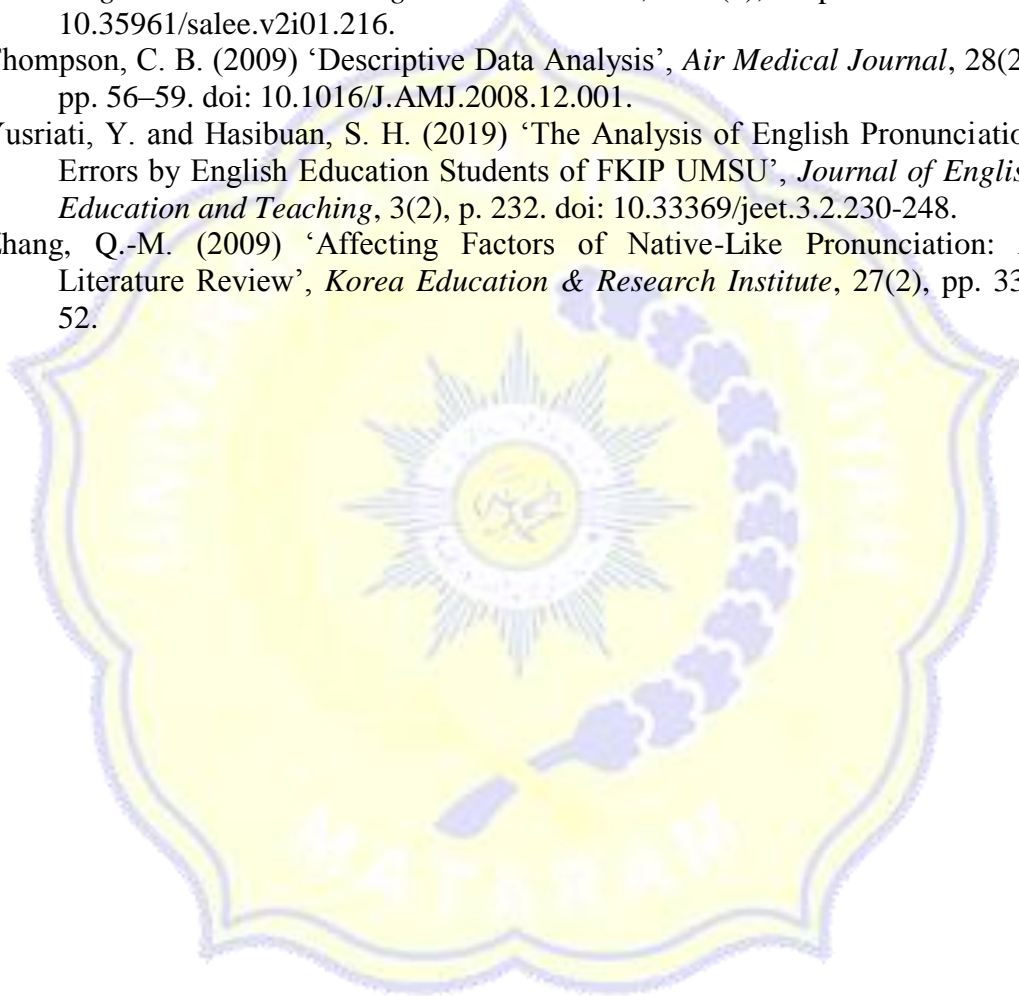 10.35961/salee.v2i01.216.
hompson, C. B. (2009) ‘Descriptive Data Analysis’, Air Medical Journal, 28(2
pp. 56–59. doi: 10.1016/J.AMJ.2008.12.001.
Yusriati, Y. and Hasibuan, S. H. (2019) ‘The Analysis of English Pronunciatio
Errors by English Education Students of FKIP UMSU’, Journal of Englis
Education and Teaching, 3(2), p. 232. doi: 10.33369/jeet.3.2.230-248.
Zhang, Q.-M. (2009) ‘Affecting Factors of Native-Like Pronunciation:
Literature Review’, Korea Education & Research Institute, 27(2), pp. 33
52.
MATARAM